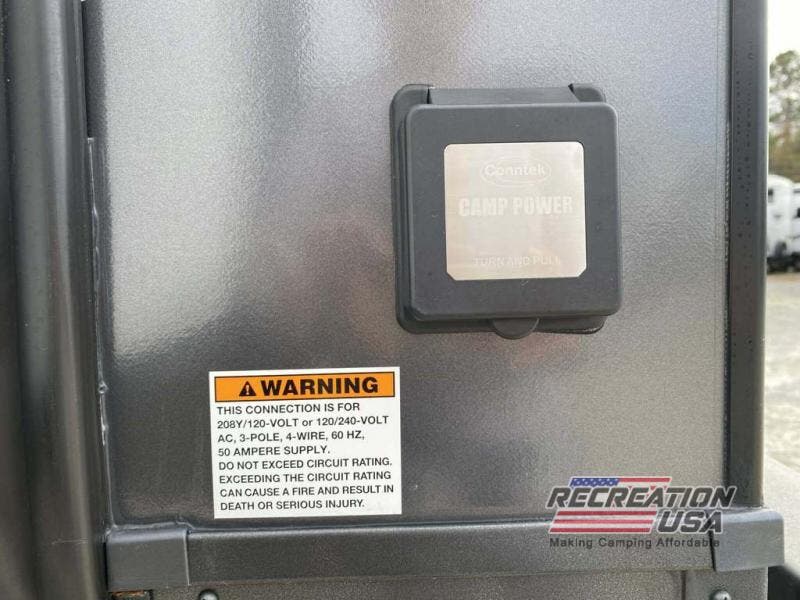 Conntek
CAMP POWER
TURN AND PULL
WARNING
THIS CONNECTION IS FOR
208Y/120-VOLT or 120/240-VOLT
AC, 3-POLE, 4-WIRE, 60 HZ,
50 AMPERE SUPPLY.
DO NOT EXCEED CIRCUIT RATING.
EXCEEDING THE CIRCUIT RATING
CAN CAUSE A FIRE AND RESULT IN
DEATH OR SERIOUS INJURY.
RECREATION
USA
Making Camping Affordable